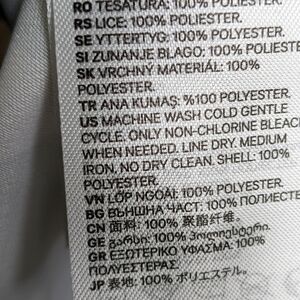 RO ȚESĂTURĂ: 100% POLIESTER.
RS LICE: 100% POLIESTER.
SE YTTERTYG: 100% POLYESTER.
SI ZUNANJE BLAGO: 100% POLIESTER.
SK VRCHNÝ MATERIÁL: 100%
POLYESTER.
TR ANA KUMAŞ: %100 POLYESTER.
US MACHINE WASH COLD GENTLE
CYCLE. ONLY NON-CHLORINE BLEACH
WHEN NEEDED. LINE DRY. MEDIUM
IRON, NO DRY CLEAN. SHELL: 100%
POLYESTER.
VN LỚP NGOÀI: 100% POLYESTER.
BG ВЪНШНА ЧАСТ: 100% ПОЛИЕСТЕР
CN 面料: 100% 聚酯纤维。
GE გარსი: 100% პოლიესტერი.
GR ΕΞΩΤΕΡΙΚΟ ΥΦΑΣΜΑ: 100%
ΠΟΛΥΕΣΤΕΡΑΣ.
JP 表地: 100% ポリエステル。